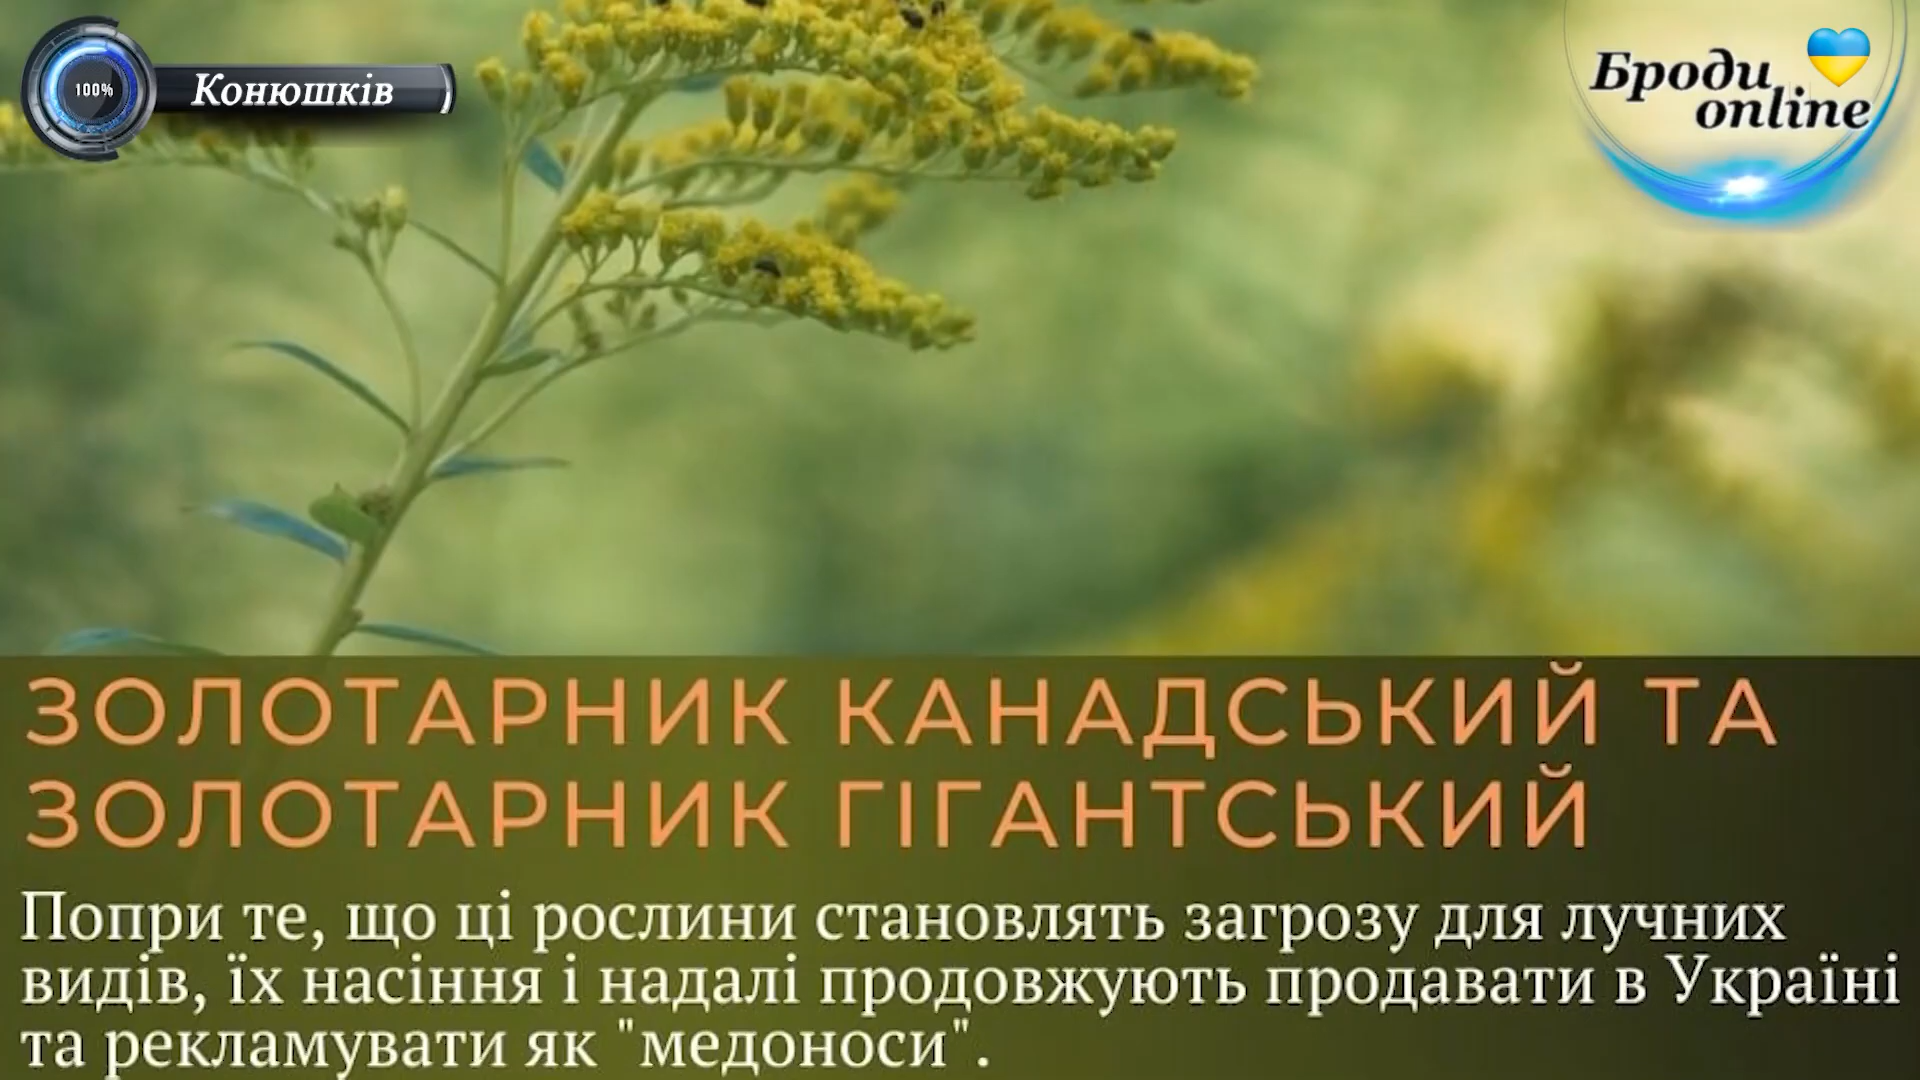 100%
Конюшків
Броди
online
ЗОЛОТАРНИК КАНАДСЬКИЙ ТА
ЗОЛОТАРНИК ГІГАНТСЬКИЙ
Попри те, що ці рослини становлять загрозу для лучних
видів, їх насіння і надалі продовжують продавати в Україні
та рекламувати як "медоноси".